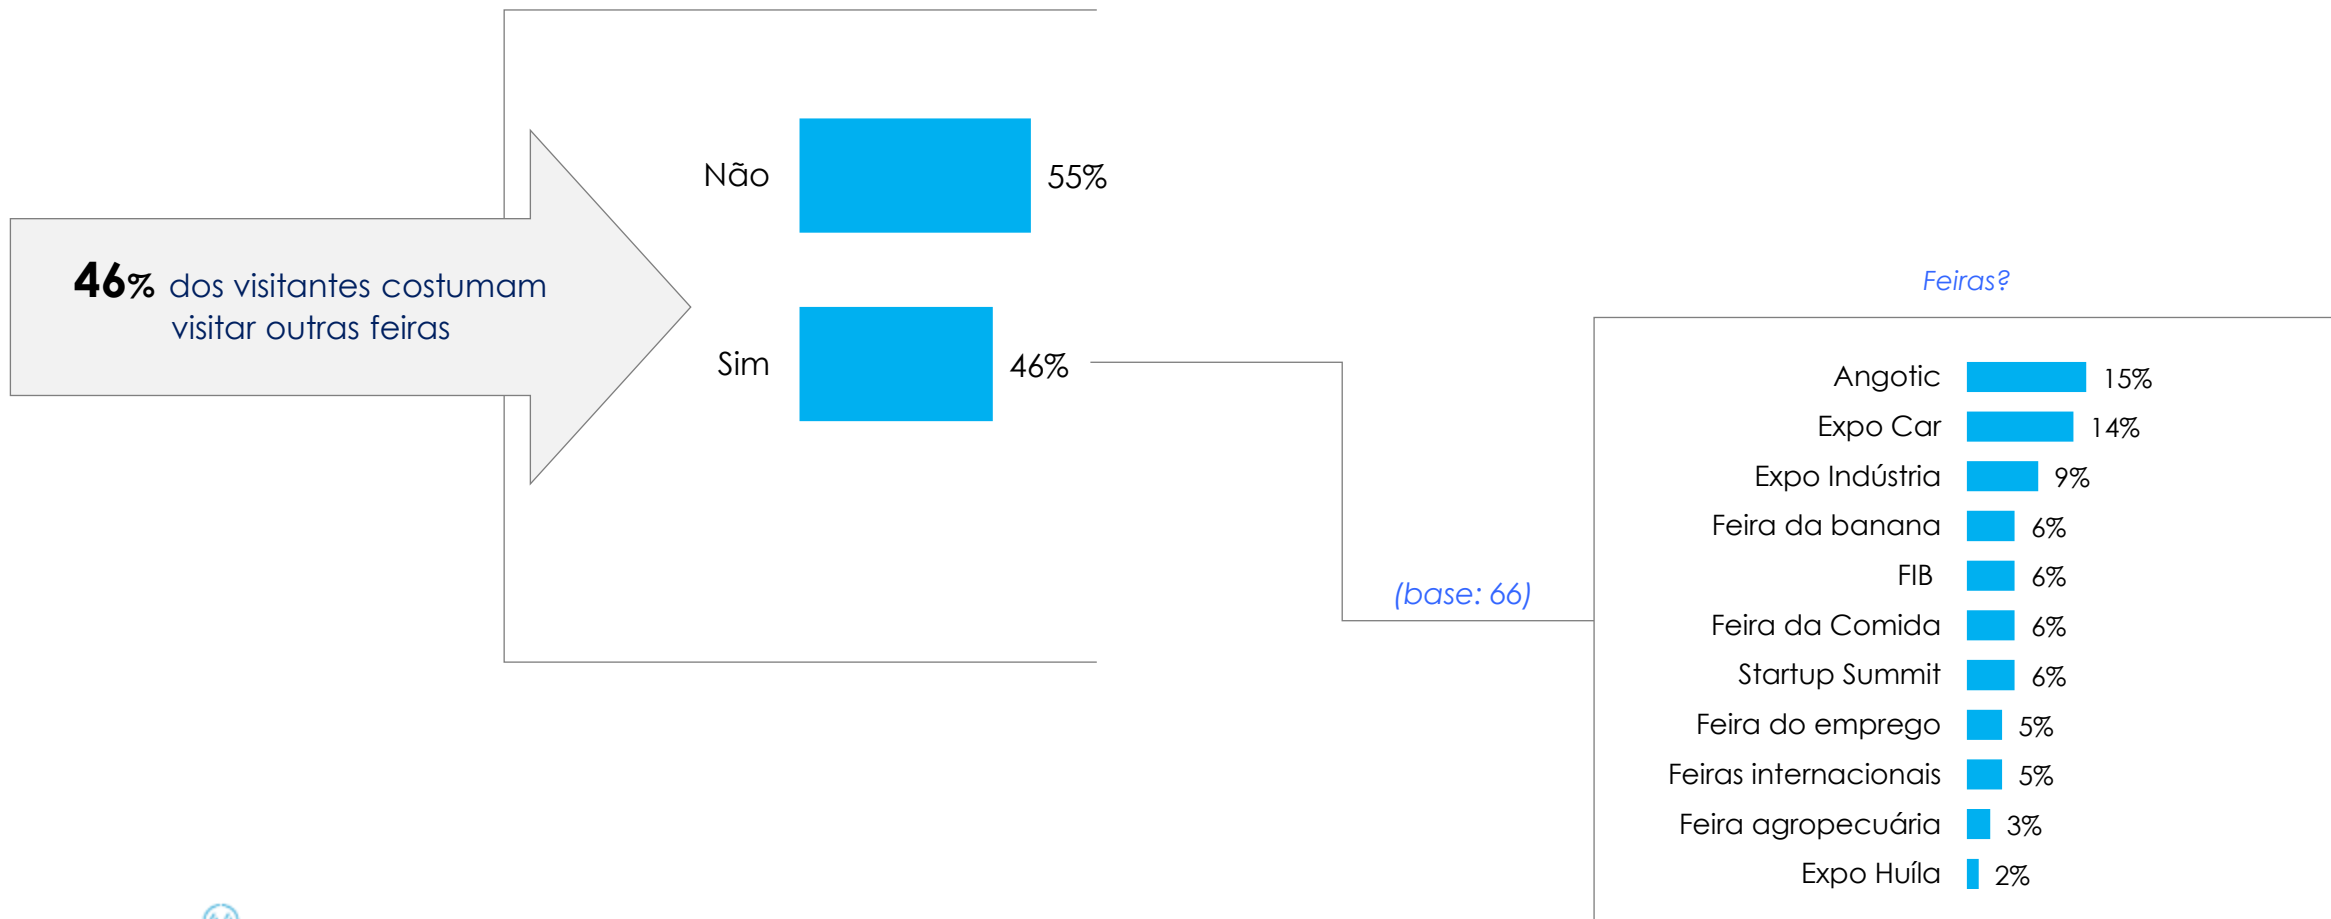 46% dos visitantes costumam
visitar outras feiras
Não 55%
Sim 46%
(base: 66)
Feiras?
Angotic 15%
Expo Car 14%
Expo Indústria 9%
Feira da banana 6%
FIB 6%
Feira da Comida 6%
Startup Summit 6%
Feira do emprego 5%
Feiras internacionais 5%
Feira agropecuária 3%
Expo Huíla 2%